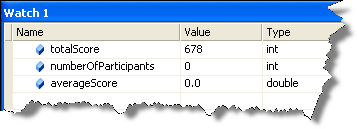 Watch 1
Name Value Type
totalScore 678 int
numberOfParticipants 0 int
averageScore 0.0 double